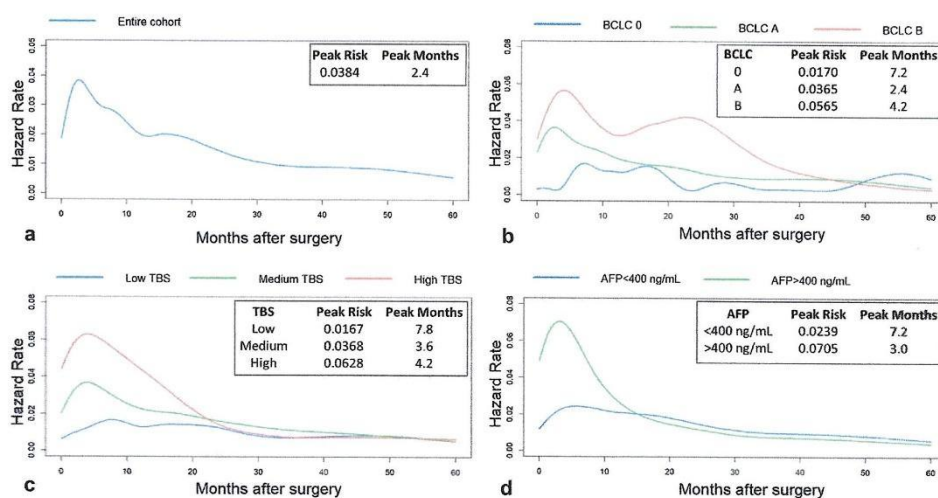 Entire cohort
Peak Risk Peak Months
0.0384 2.4
Hazard Rate
0.05
0.04
0.03
0.02
0.01
0.00
0 10 20 30 40 50 60
Months after surgery
a
BCLC 0 BCLC A BCLC B
BCLC Peak Risk Peak Months
0 0.0170 7.2
A 0.0365 2.4
B 0.0565 4.2
Hazard Rate
0.08
0.06
0.04
0.02
0.00
0 10 20 30 40 50 60
Months after surgery
b
Low TBS Medium TBS High TBS
TBS Peak Risk Peak Months
Low 0.0167 7.8
Medium 0.0368 3.6
High 0.0628 4.2
Hazard Rate
0.08
0.06
0.04
0.02
0.00
0 10 20 30 40 50 60
Months after surgery
c
AFP<400 ng/mL AFP>400 ng/mL
AFP Peak Risk Peak Months
<400 ng/mL 0.0239 7.2
>400 ng/mL 0.0705 3.0
Hazard Rate
0.08
0.06
0.04
0.02
0.00
0 10 20 30 40 50 60
Months after surgery
d